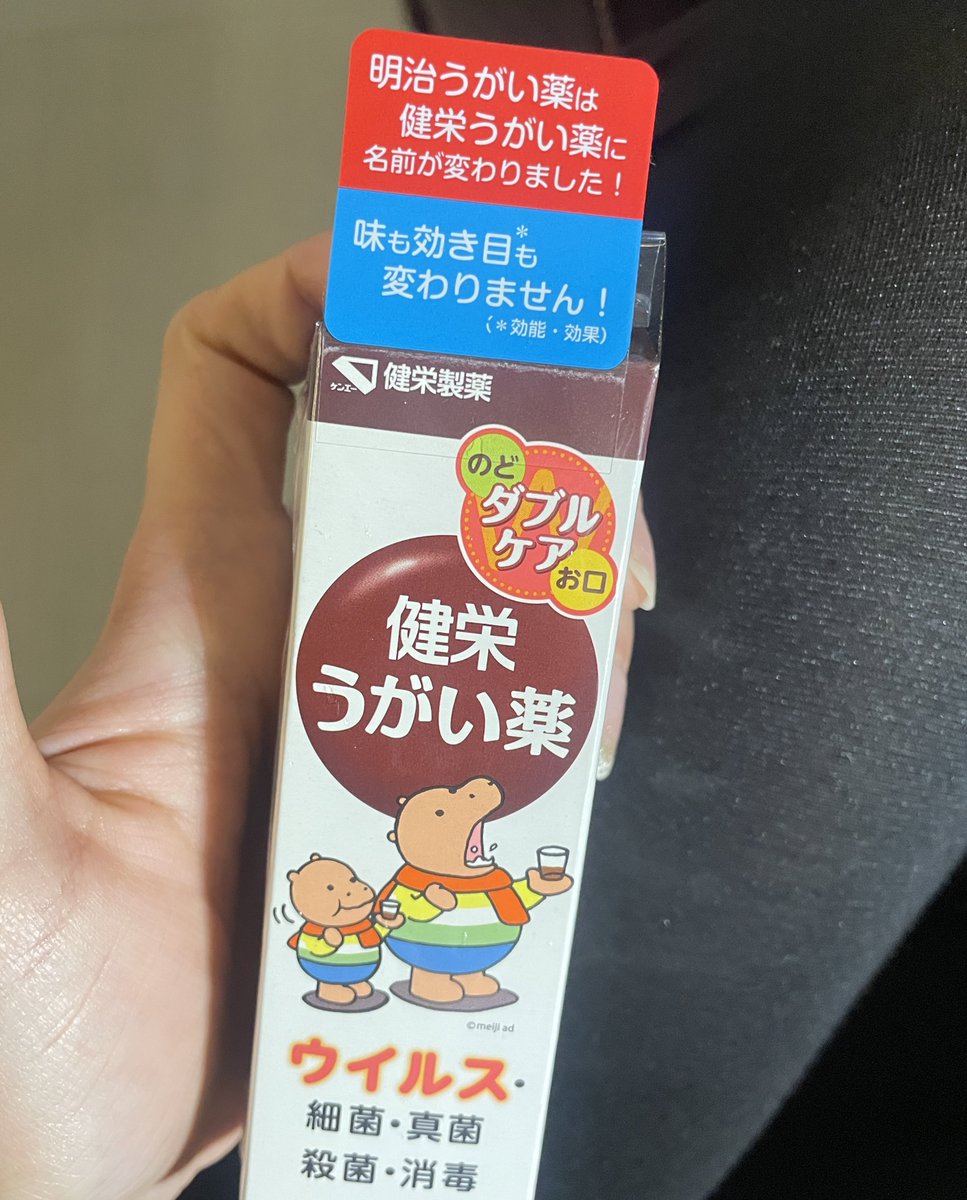 明治うがい薬は
健栄うがい薬に
名前が変わりました！
味も効き目*も
変わりません！
(*効能・効果)
ケンエー 健栄製薬
のど
ダブル
ケア
お口
健栄
うがい薬
©meiji ad
ウイルス・
細菌・真菌
殺菌・消毒